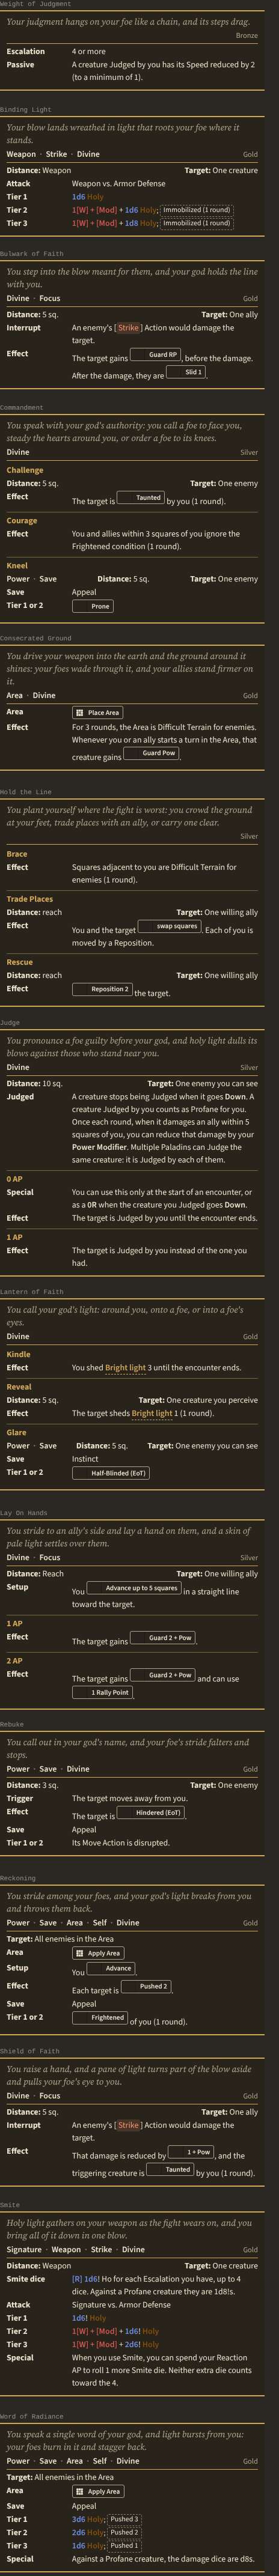 Weight of Judgment
Your judgment hangs on your foe like a chain, and its steps drag.
Bronze
Escalation 4 or more
Passive A creature Judged by you has its Speed reduced by 2
(to a minimum of 1).
Binding Light
Your blow lands wreathed in light that roots your foe where it
stands.
Weapon · Strike · Divine Gold
Distance: Weapon Target: One creature
Attack Weapon vs. Armor Defense
Tier 1 1d6 Holy
Tier 2 1[W] + [Mod] + 1d6 Holy; Immobilized (1 round)
Tier 3 1[W] + [Mod] + 1d8 Holy; Immobilized (1 round)
Bulwark of Faith
You step into the blow meant for them, and your god holds the line
with you.
Divine · Focus Gold
Distance: 5 sq. Target: One ally
Interrupt An enemy's [Strike] Action would damage the
target.
Effect The target gains Guard RP, before the damage.
After the damage, they are Slid 1.
Commandment
You speak with your god's authority: you call a foe to face you,
steady the hearts around you, or order a foe to its knees.
Divine Silver
Challenge
Distance: 5 sq. Target: One enemy
Effect The target is Taunted by you (1 round).
Courage
Effect You and allies within 3 squares of you ignore the
Frightened condition (1 round).
Kneel
Power · Save Distance: 5 sq. Target: One enemy
Save Appeal
Tier 1 or 2 Prone
Consecrated Ground
You drive your weapon into the earth and the ground around it
shines: your foes wade through it, and your allies stand firmer on
it.
Area · Divine Gold
Area Place Area
Effect For 3 rounds, the Area is Difficult Terrain for enemies.
Whenever you or an ally starts a turn in the Area, that
creature gains Guard Pow.
Hold the Line
You plant yourself where the fight is worst: you crowd the ground
at your feet, trade places with an ally, or carry one clear.
Silver
Brace
Effect Squares adjacent to you are Difficult Terrain for
enemies (1 round).
Trade Places
Distance: reach Target: One willing ally
Effect You and the target swap squares. Each of you is
moved by a Reposition.
Rescue
Distance: reach Target: One willing ally
Effect Reposition 2 the target.
Judge
You pronounce a foe guilty before your god, and holy light dulls its
blows against those who stand near you.
Divine Silver
Distance: 10 sq. Target: One enemy you can see
Judged A creature stops being Judged when it goes Down. A
creature Judged by you counts as Profane for you.
Once each round, when it damages an ally within 5
squares of you, you can reduce that damage by your
Power Modifier. Multiple Paladins can Judge the
same creature: it is Judged by each of them.
0 AP
Special You can use this only at the start of an encounter, or
as a 0R when the creature you Judged goes Down.
Effect The target is Judged by you until the encounter ends.
1 AP
Effect The target is Judged by you instead of the one you
had.
Lantern of Faith
You call your god's light: around you, onto a foe, or into a foe's
eyes.
Divine Gold
Kindle
Effect You shed Bright light 3 until the encounter ends.
Reveal
Distance: 5 sq. Target: One creature you perceive
Effect The target sheds Bright light 1 (1 round).
Glare
Power · Save Distance: 5 sq. Target: One enemy you can see
Save Instinct
Tier 1 or 2 Half-Blinded (EoT)
Lay On Hands
You stride to an ally's side and lay a hand on them, and a skin of
pale light settles over them.
Divine · Focus Silver
Distance: Reach Target: One willing ally
Setup You Advance up to 5 squares in a straight line
toward the target.
1 AP
Effect The target gains Guard 2 + Pow.
2 AP
Effect The target gains Guard 2 + Pow and can use
1 Rally Point.
Rebuke
You call out in your god's name, and your foe's stride falters and
stops.
Power · Save · Divine Gold
Distance: 3 sq. Target: One enemy
Trigger The target moves away from you.
Effect The target is Hindered (EoT).
Save Appeal
Tier 1 or 2 Its Move Action is disrupted.
Reckoning
You stride among your foes, and your god's light breaks from you
and throws them back.
Power · Save · Area · Self · Divine Gold
Target: All enemies in the Area
Area Apply Area
Setup You Advance.
Effect Each target is Pushed 2.
Save Appeal
Tier 1 or 2 Frightened of you (1 round).
Shield of Faith
You raise a hand, and a pane of light turns part of the blow aside
and pulls your foe's eye to you.
Divine · Focus Gold
Distance: 5 sq. Target: One ally
Interrupt An enemy's [Strike] Action would damage the
target.
Effect That damage is reduced by 1 + Pow, and the
triggering creature is Taunted by you (1 round).
Smite
Holy light gathers on your weapon as the fight wears on, and you
bring all of it down in one blow.
Signature · Weapon · Strike · Divine Gold
Distance: Weapon Target: One creature
Smite dice [R] 1d6! Ho for each Escalation you have, up to 4
dice. Against a Profane creature they are 1d8!s.
Attack Signature vs. Armor Defense
Tier 1 1d6! Holy
Tier 2 1[W] + [Mod] + 1d6! Holy
Tier 3 1[W] + [Mod] + 2d6! Holy
Special When you use Smite, you can spend your Reaction
AP to roll 1 more Smite die. Neither extra die counts
toward the 4.
Word of Radiance
You speak a single word of your god, and light bursts from you:
your foes burn in it and stagger back.
Power · Save · Area · Self · Divine Gold
Target: All enemies in the Area
Area Apply Area
Save Appeal
Tier 1 3d6 Holy; Pushed 3
Tier 2 2d6 Holy; Pushed 2
Tier 3 1d6 Holy; Pushed 1
Special Against a Profane creature, the damage dice are d8s.